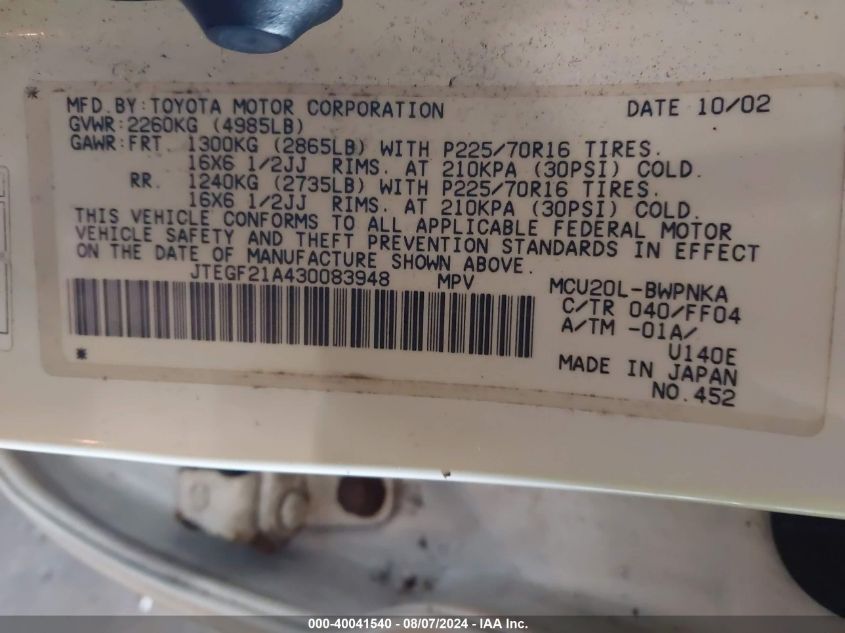 MFD.BY:TOYOTA MOTOR CORPORATION DATE 10/02
GVWR:2260KG (4985LB)
GAWR:FRT. 1300KG (2865LB) WITH P225/70R16 TIRES.
16X6 1/2JJ RIMS. AT 210KPA (30PSI) COLD.
RR. 1240KG (2735LB) WITH P225/70R16 TIRES.
16X6 1/2JJ RIMS. AT 210KPA (30PSI) COLD.
THIS VEHICLE CONFORMS TO ALL APPLICABLE FEDERAL MOTOR
VEHICLE SAFETY AND THEFT PREVENTION STANDARDS IN EFFECT
ON THE DATE OF MANUFACTURE SHOWN ABOVE.
JTEGF21A430083948 MPV MCU20L-BWPNKA
C/TR 040/FF04
A/TM -01A/
U140E
MADE IN JAPAN
NO.452
000-40041540 - 08/07/2024 - IAA Inc.